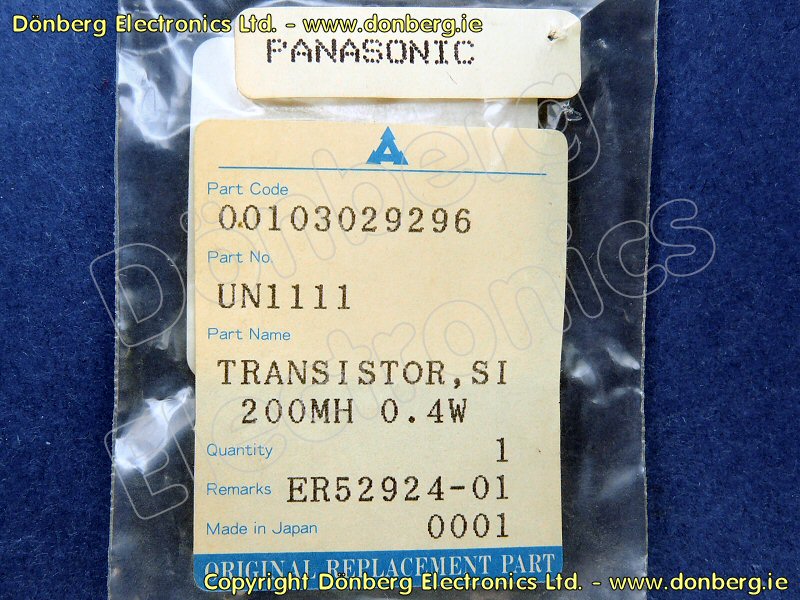 Dönberg Electronics Ltd. - www.donberg.ie
PANASONIC
Part Code
00103029296
Part No.
UN1111
Part Name
TRANSISTOR,SI
200MH 0.4W
Quantity 1
Remarks ER52924-01
Made in Japan 0001
ORIGINAL REPLACEMENT PART
Dönberg
Electronics
Copyright Dönberg Electronics Ltd. - www.donberg.ie